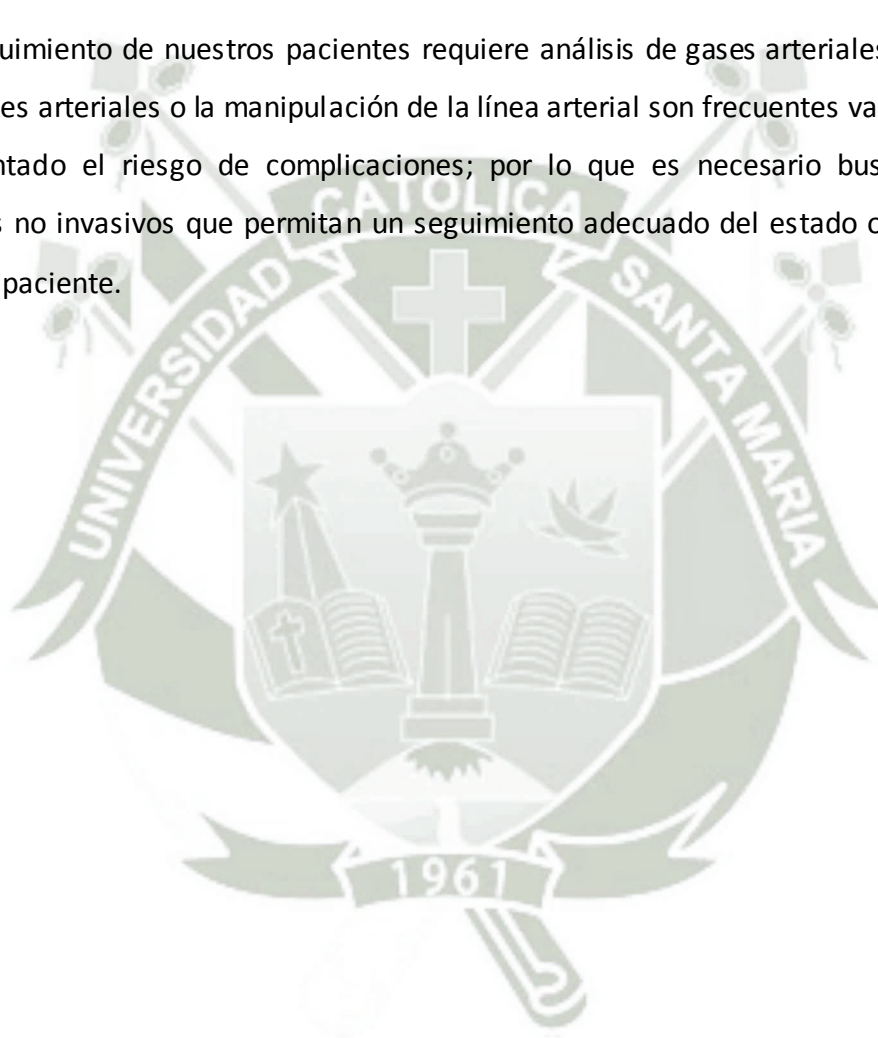 uimiento de nuestros pacientes requiere análisis de gases arteriales
es arteriales o la manipulación de la línea arterial son frecuentes va
ntado el riesgo de complicaciones; por lo que es necesario bus
s no invasivos que permitan un seguimiento adecuado del estado
paciente.
UNIVERSIDAD
CATOLICA
SANTA MARIA
1961